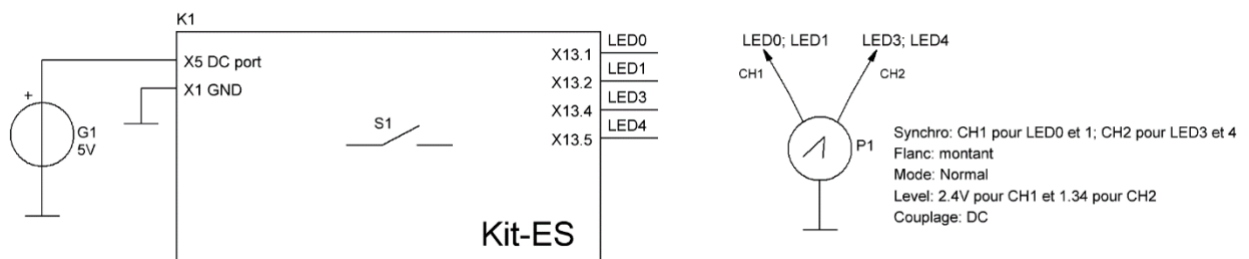 K1
X5 DC port
X1 GND
+
G1
5V
S1
Kit-ES
X13.1
LED0
X13.2
LED1
X13.4
LED3
X13.5
LED4
LED0; LED1
LED3; LED4
CH1
CH2
P1
Synchro: CH1 pour LED0 et 1; CH2 pour LED3 et 4
Flanc: montant
Mode: Normal
Level: 2.4V pour CH1 et 1.34 pour CH2
Couplage: DC